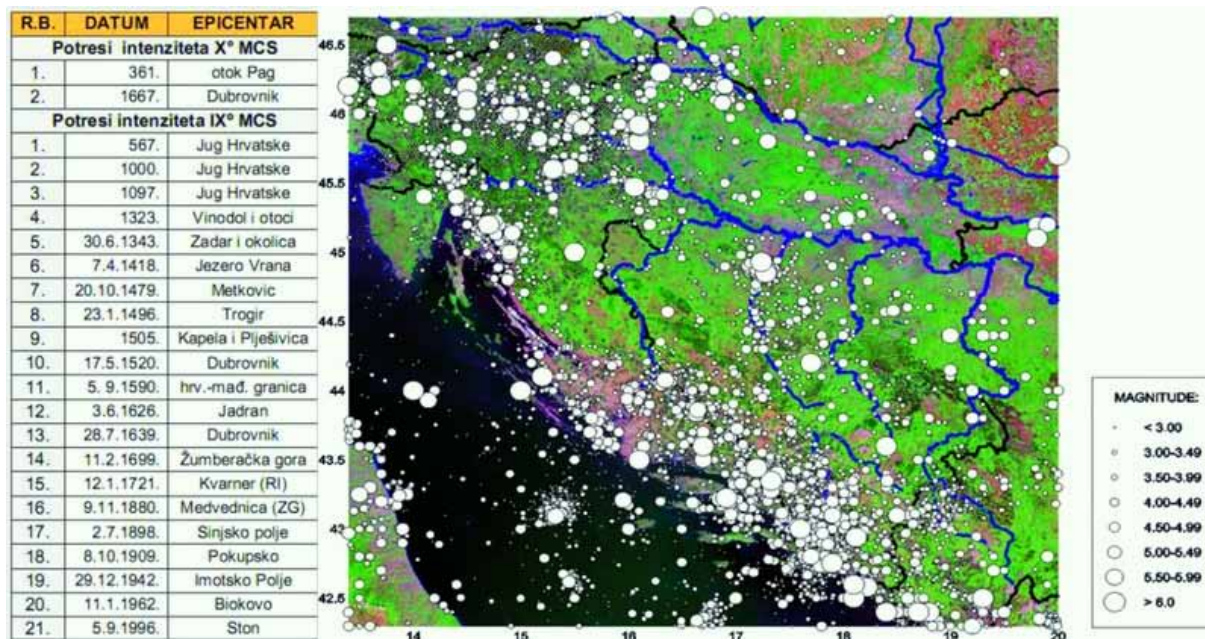 R.B. DATUM EPICENTAR
Potresi intenziteta X° MCS
1. 361. otok Pag
2. 1667. Dubrovnik
Potresi intenziteta IX° MCS
1. 567. Jug Hrvatske
2. 1000. Jug Hrvatske
3. 1097. Jug Hrvatske
4. 1323. Vinodol i otoci
5. 30.6.1343. Zadar i okolica
6. 7.4.1418. Jezero Vrana
7. 20.10.1479. Metkovic
8. 23.1.1496. Trogir
9. 1505. Kapela i Plješivica
10. 17.5.1520. Dubrovnik
11. 5. 9.1590. hrv.-mađ. granica
12. 3.6.1626. Jadran
13. 28.7.1639. Dubrovnik
14. 11.2.1699. Žumberačka gora
15. 12.1.1721. Kvarner (RI)
16. 9.11.1880. Medvednica (ZG)
17. 2.7.1898. Sinjsko polje
18. 8.10.1909. Pokupsko
19. 29.12.1942. Imotsko Polje
20. 11.1.1962. Biokovo
21. 5.9.1996. Ston
46.5
46
45.5
45
44.5
44
43.5
43
42.5
14 15 16 17 18 19 20
MAGNITUDE:
< 3.00
3.00-3.49
3.50-3.99
4.00-4.49
4.50-4.99
5.00-5.49
5.50-5.99
> 6.0